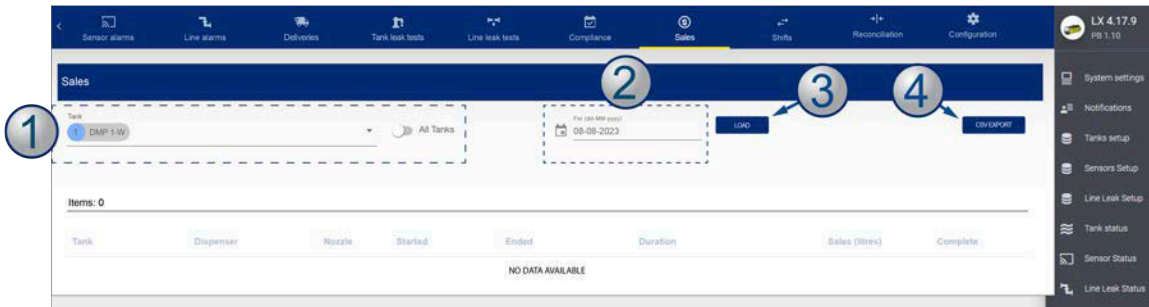 Sensor alarms
Line alarms
Deliveries
Tank leak tests
Line leak tests
Compliance
Sales
Shifts
Reconciliation
Configuration
LX 4.17.9
PB 1.10
Sales
1
2
3
4
Tank
1 DMP 1-W
All Tanks
For (dd-MM-yyyy)
08-08-2023
LOAD
CSV EXPORT
Items: 0
Tank Dispenser Nozzle Started Ended Duration Sales (litres) Complete
NO DATA AVAILABLE
System settings
Notifications
Tanks setup
Sensors Setup
Line Leak Setup
Tank status
Sensor Status
Line Leak Status